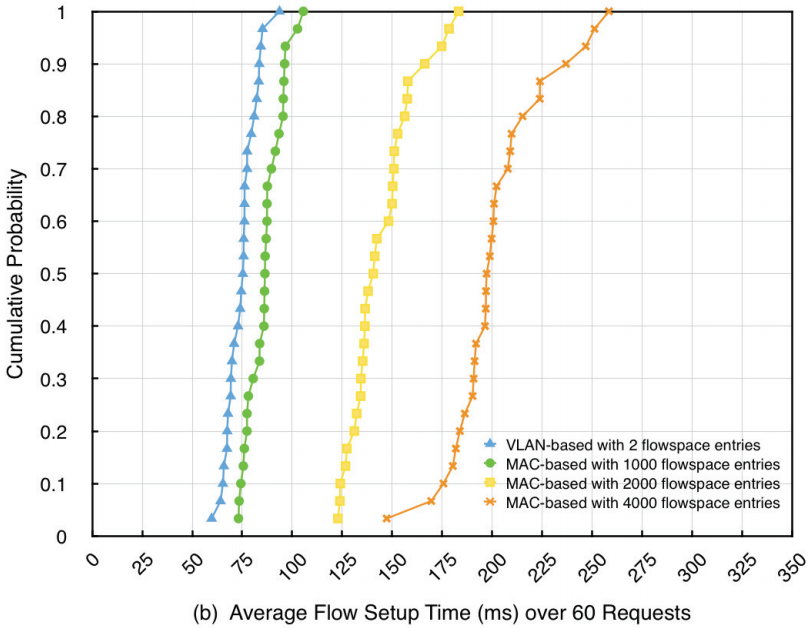 1
0.9
0.8
0.7
0.6
0.5
0.4
0.3
0.2
0.1
0
Cumulative Probability
VLAN-based with 2 flowspace entries
MAC-based with 1000 flowspace entries
MAC-based with 2000 flowspace entries
MAC-based with 4000 flowspace entries
0 25 50 75 100 125 150 175 200 225 250 275 300 325 350
(b) Average Flow Setup Time (ms) over 60 Requests